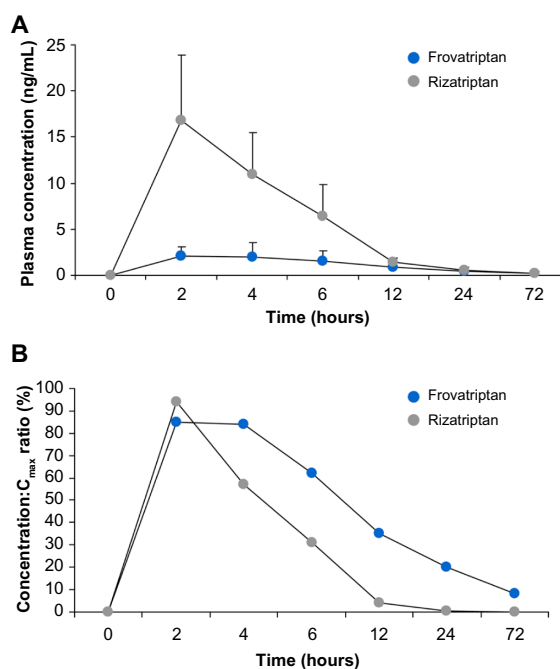 A
Plasma concentration (ng/mL)
25
20
15
10
5
0
Frovatriptan
Rizatriptan
0 2 4 6 12 24 72
Time (hours)
B
Concentration:Cmax ratio (%)
100
90
80
70
60
50
40
30
20
10
0
Frovatriptan
Rizatriptan
0 2 4 6 12 24 72
Time (hours)